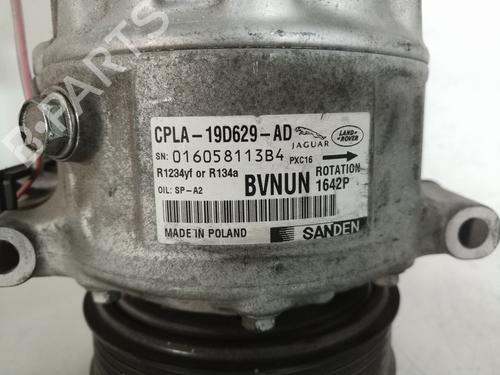 CPLA-19D629-AD
JAGUAR
LAND ROVER
SN: 016058113B4
PXC16
R1234yf or R134a
BVNUN
ROTATION
1642P
OIL: SP-A2
MADE IN POLAND
SANDEN
B-PARTS